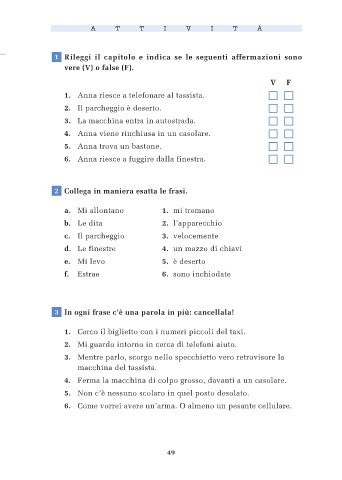 A T T I V I T À
1 Rileggi il capitolo e indica se le seguenti affermazioni sono
vere (V) o false (F).
V F
1. Anna riesce a telefonare al tassista.
2. Il parcheggio è deserto.
3. La macchina entra in autostrada.
4. Anna viene rinchiusa in un casolare.
5. Anna trova un bastone.
6. Anna riesce a fuggire dalla finestra.
2 Collega in maniera esatta le frasi.
a. Mi allontano 1. mi tremano
b. Le dita 2. l'apparecchio
c. Il parcheggio 3. velocemente
d. Le finestre 4. un mazzo di chiavi
e. Mi levo 5. è deserto
f. Estrae 6. sono inchiodate
3 In ogni frase c'è una parola in più: cancellala!
1. Cerco il biglietto con i numeri piccoli del taxi.
2. Mi guardo intorno in cerca di telefoni aiuto.
3. Mentre parlo, scorgo nello specchietto vero retrovisore la
macchina del tassista.
4. Ferma la macchina di colpo grosso, davanti a un casolare.
5. Non c'è nessuno scolaro in quel posto desolato.
6. Come vorrei avere un'arma. O almeno un pesante cellulare.
49